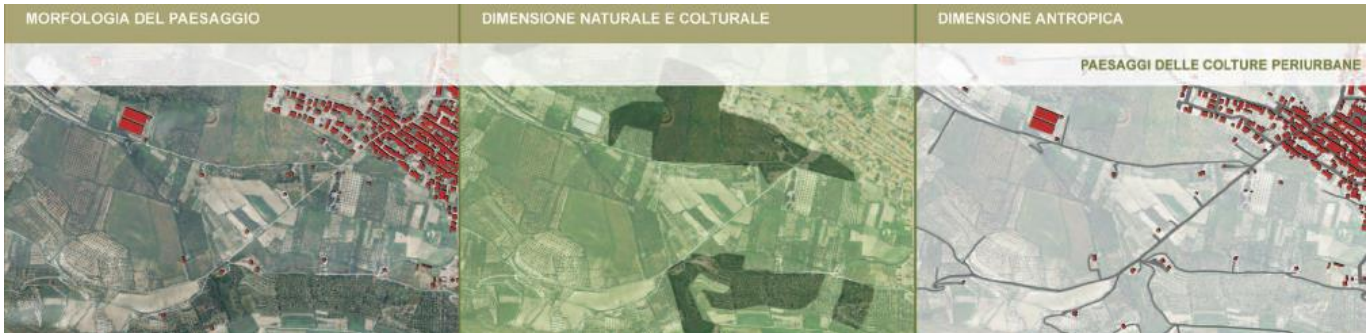 MORFOLOGIA DEL PAESAGGIO
DIMENSIONE NATURALE E COLTURALE
DIMENSIONE ANTROPICA
PAESAGGI DELLE COLTURE PERIURBANE